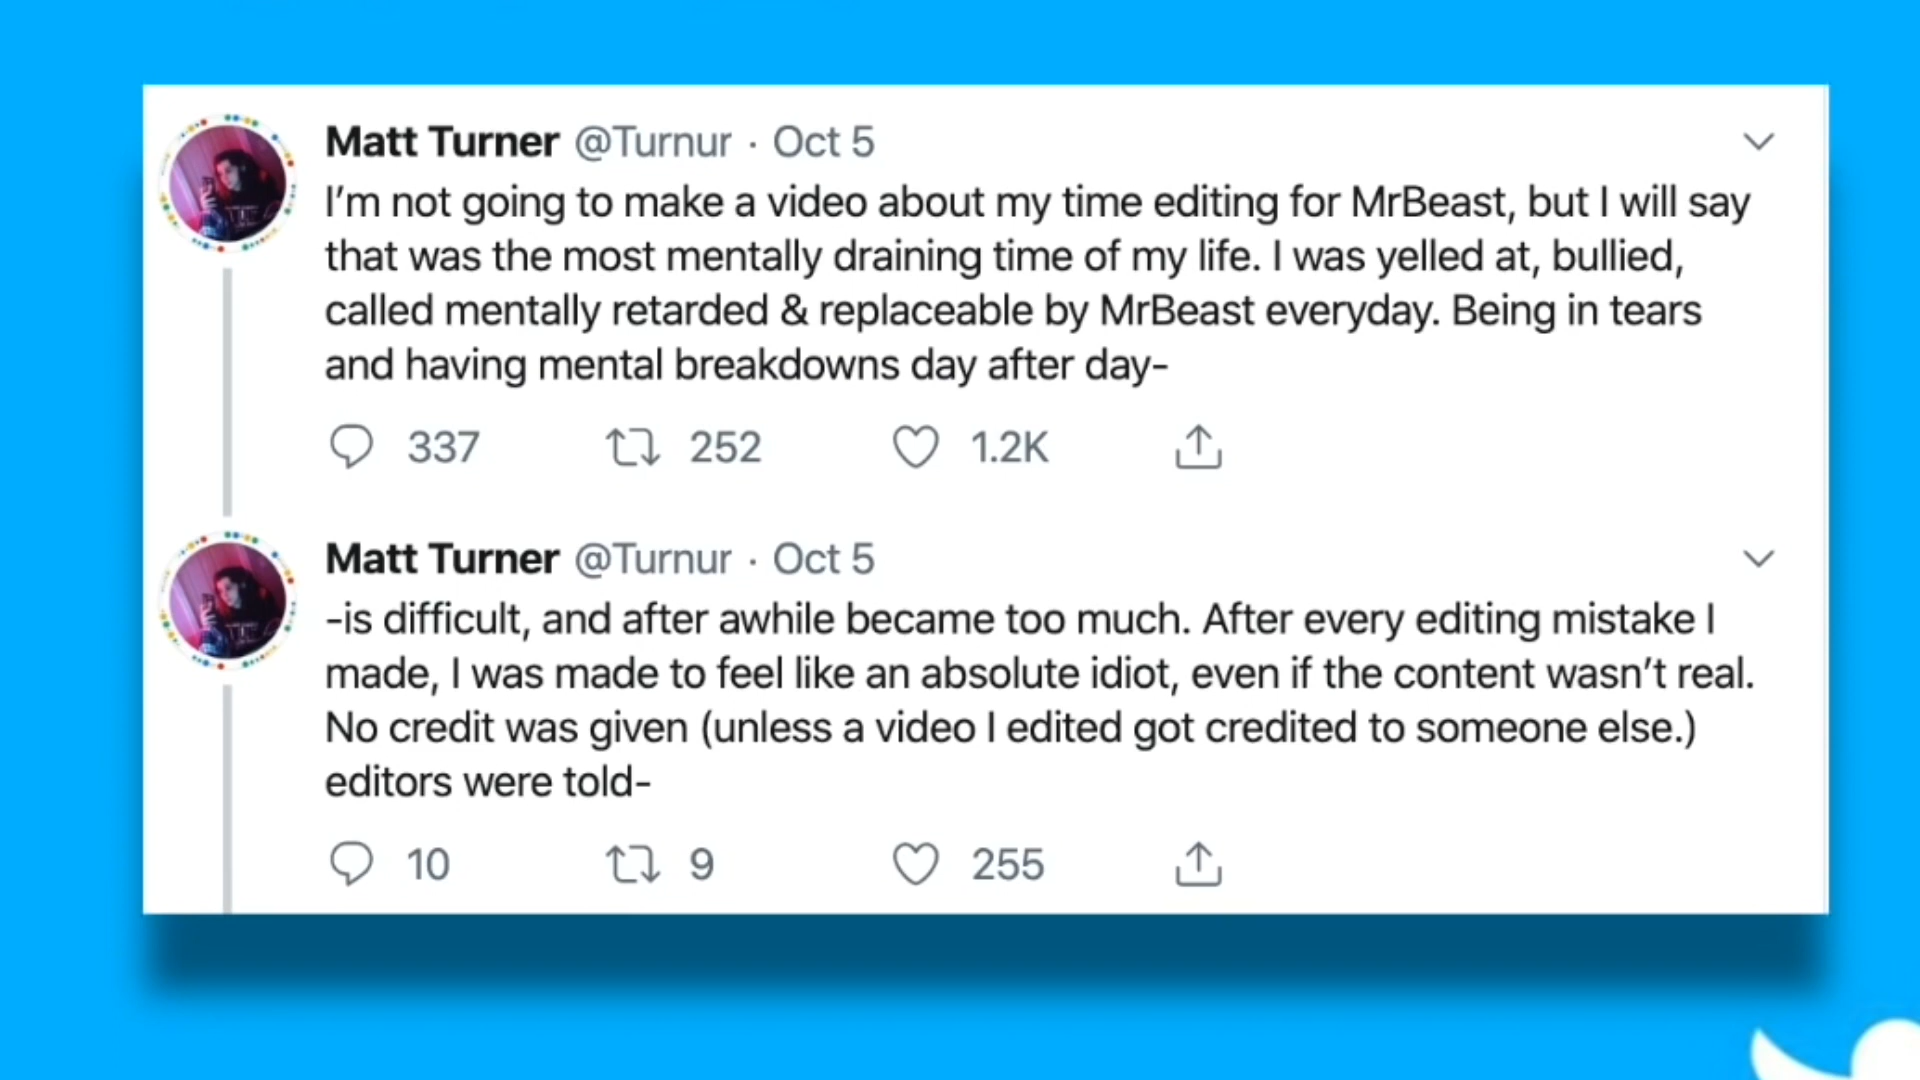 Matt Turner @Turnur · Oct 5
I’m not going to make a video about my time editing for MrBeast, but I will say
that was the most mentally draining time of my life. I was yelled at, bullied,
called mentally retarded & replaceable by MrBeast everyday. Being in tears
and having mental breakdowns day after day-
337 252 1.2K
Matt Turner @Turnur · Oct 5
-is difficult, and after awhile became too much. After every editing mistake I
made, I was made to feel like an absolute idiot, even if the content wasn’t real.
No credit was given (unless a video I edited got credited to someone else.)
editors were told-
10 9 255